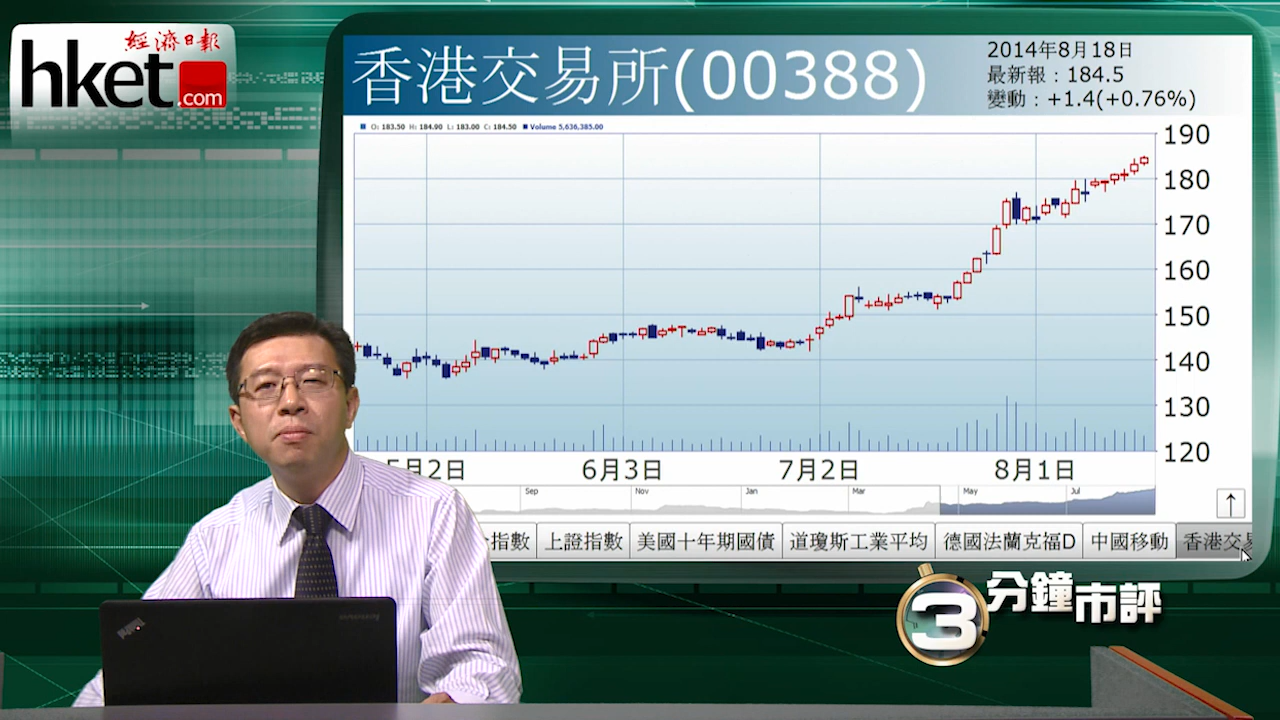 經濟日報
hket.com
香港交易所(00388)
2014年8月18日
最新報：184.5
變動：+1.4(+0.76%)
O: 183.50 H: 184.90 L: 183.00 C: 184.50 Volume 5,636,385.00
190
180
170
160
150
140
130
120
5月2日 6月3日 7月2日 8月1日
Sep Nov Jan Mar May Jul
指數 上證指數 美國十年期國債 道瓊斯工業平均 德國法蘭克福D 中國移動 香港交易
↑
3分鐘市評
ThinkPad